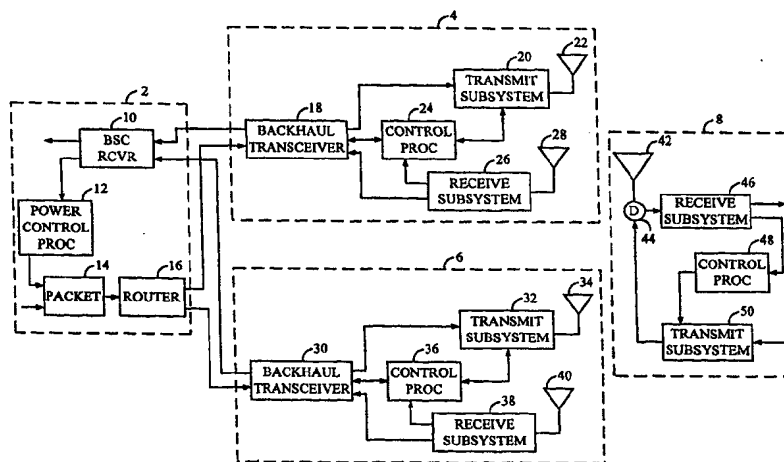 2
10
BSC
RCVR
12
POWER
CONTROL
PROC
14
PACKET
16
ROUTER
4
18
BACKHAUL
TRANSCEIVER
20
TRANSMIT
SUBSYSTEM
22
24
CONTROL
PROC
26
RECEIVE
SUBSYSTEM
28
6
30
BACKHAUL
TRANSCEIVER
32
TRANSMIT
SUBSYSTEM
34
36
CONTROL
PROC
38
RECEIVE
SUBSYSTEM
40
8
42
D
44
46
RECEIVE
SUBSYSTEM
48
CONTROL
PROC
50
TRANSMIT
SUBSYSTEM